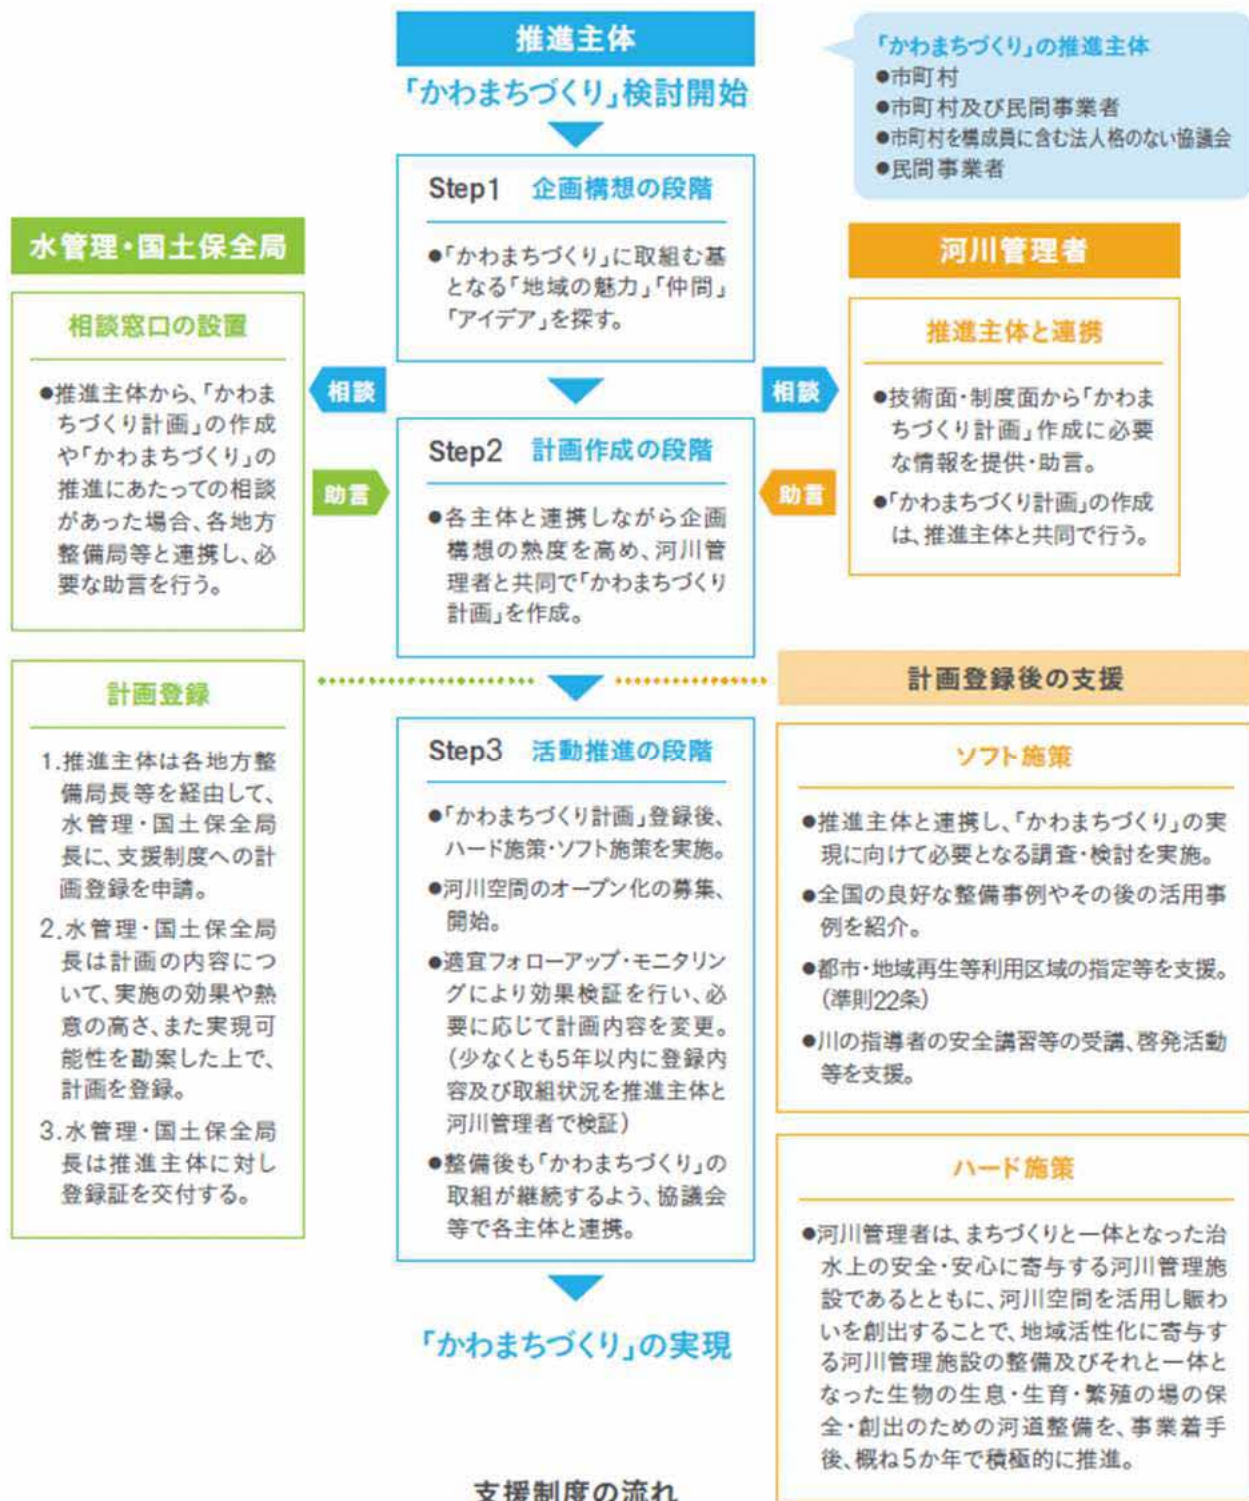 推進主体
「かわまちづくり」検討開始
「かわまちづくり」の推進主体
●市町村
●市町村及び民間事業者
●市町村を構成員に含む法人格のない協議会
●民間事業者
Step1 企画構想の段階
●「かわまちづくり」に取組む基
となる「地域の魅力」「仲間」
「アイデア」を探す。
水管理・国土保全局
相談窓口の設置
●推進主体から、「かわま
ちづくり計画」の作成
や「かわまちづくり」の
推進にあたっての相談
があった場合、各地方
整備局等と連携し、必
要な助言を行う。
河川管理者
推進主体と連携
●技術面・制度面から「かわま
ちづくり計画」作成に必要
な情報を提供・助言。
●「かわまちづくり計画」の作成
は、推進主体と共同で行う。
相談
相談
助言
助言
Step2 計画作成の段階
●各主体と連携しながら企画
構想の熟度を高め、河川管
理者と共同で「かわまちづくり
計画」を作成。
計画登録
1.推進主体は各地方整
備局長等を経由して、
水管理・国土保全局
長に、支援制度への計
画登録を申請。
2.水管理・国土保全局
長は計画の内容につ
いて、実施の効果や熱
意の高さ、また実現可
能性を勘案した上で、
計画を登録。
3.水管理・国土保全局
長は推進主体に対し
登録証を交付する。
Step3 活動推進の段階
●「かわまちづくり計画」登録後、
ハード施策・ソフト施策を実施。
●河川空間のオープン化の募集、
開始。
●適宜フォローアップ・モニタリン
グにより効果検証を行い、必
要に応じて計画内容を変更。
(少なくとも5年以内に登録内
容及び取組状況を推進主体と
河川管理者で検証)
●整備後も「かわまちづくり」の
取組が継続するよう、協議会
等で各主体と連携。
「かわまちづくり」の実現
計画登録後の支援
ソフト施策
●推進主体と連携し、「かわまちづくり」の実
現に向けて必要となる調査・検討を実施。
●全国の良好な整備事例やその後の活用事
例を紹介。
●都市・地域再生等利用区域の指定等を支援。
(準則22条)
●川の指導者の安全講習等の受講、啓発活動
等を支援。
ハード施策
●河川管理者は、まちづくりと一体となった治
水上の安全・安心に寄与する河川管理施
設であるとともに、河川空間を活用し賑わ
いを創出することで、地域活性化に寄与す
る河川管理施設の整備及びそれと一体と
なった生物の生息・生育・繁殖の場の保
全・創出のための河道整備を、事業着手
後、概ね5か年で積極的に推進。
支援制度の流れ